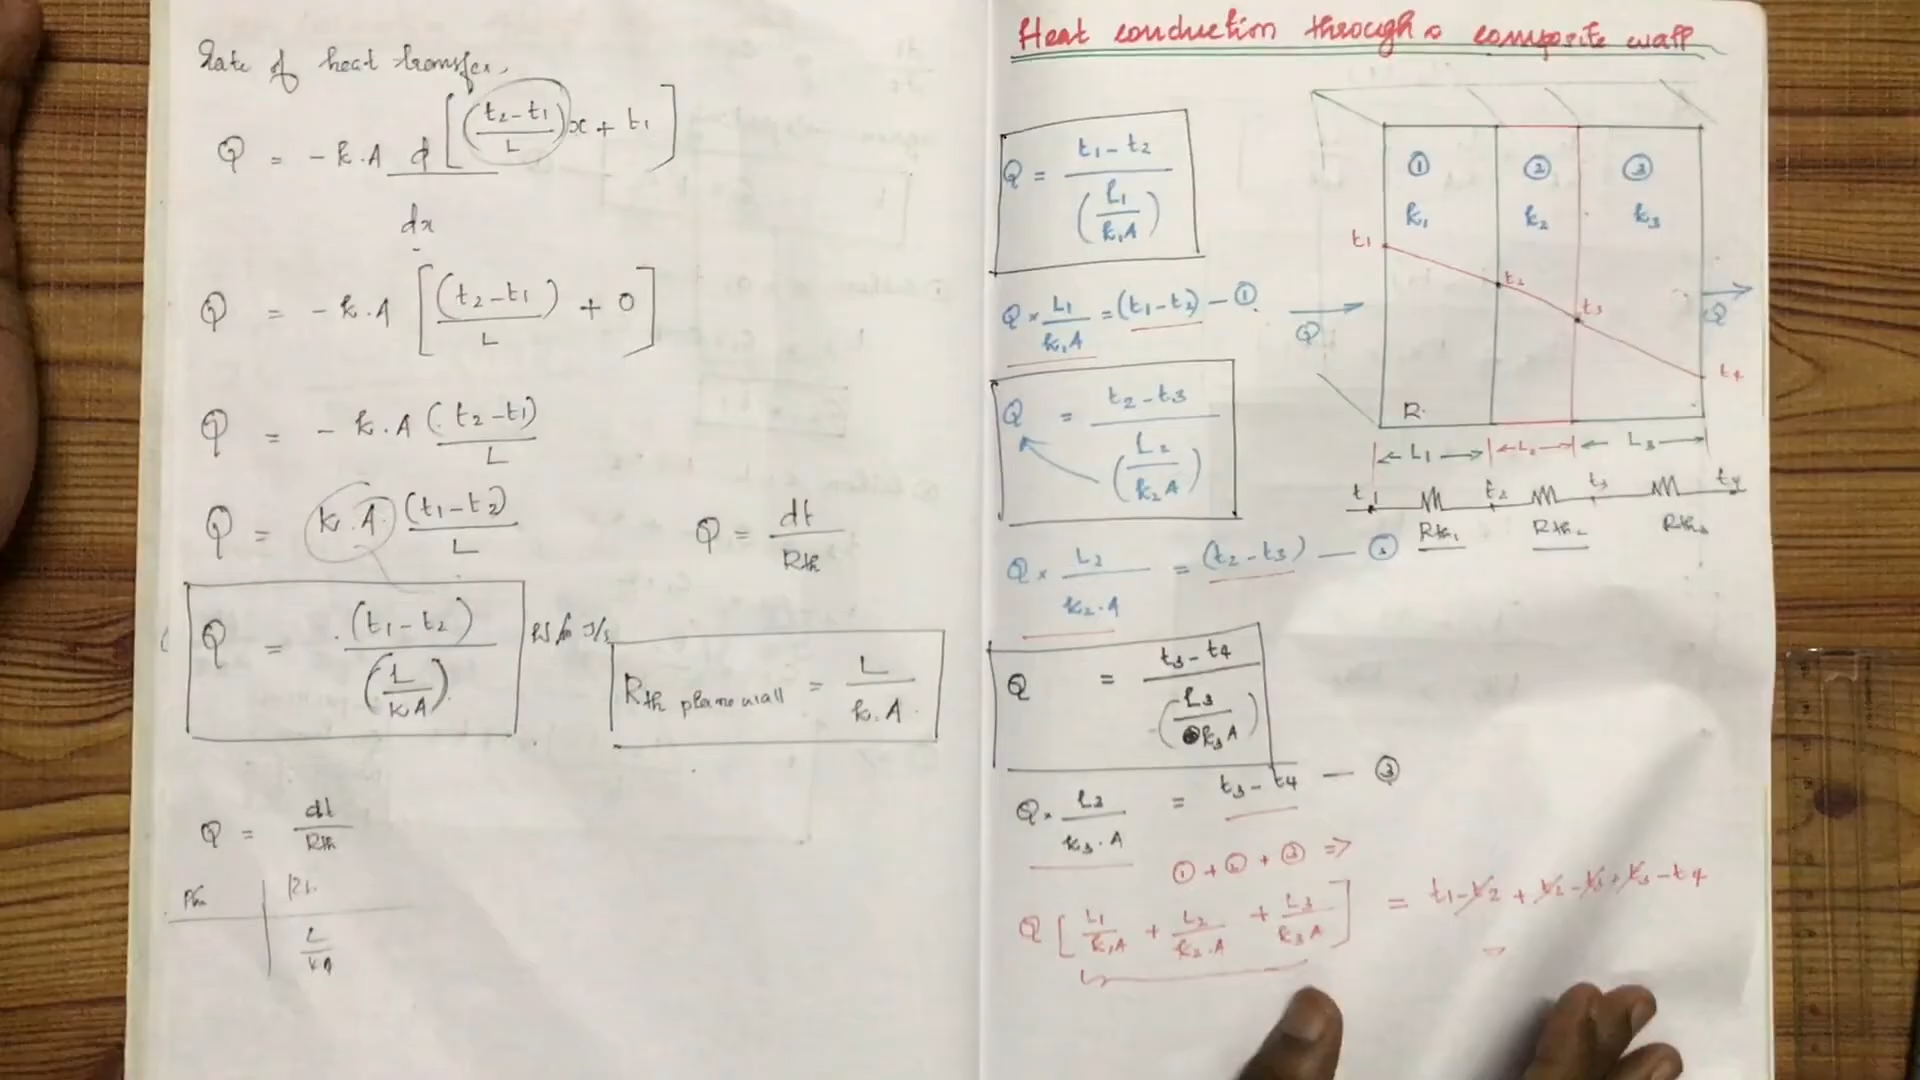 Rate of heat transfer,
Q = -k.A d[((t2-t1)/L)x + t1]
dx
Q = -k.A [(t2-t1)/L + 0]
Q = -k.A (t2-t1)/L
Q = k.A (t1-t2)/L
Q = dt/Rth
Q = (t1-t2)/(L/kA)
Rth plane wall = L/k.A
Q = dt/Rth
L/kA
Heat conduction through a composite wall
Q = t1-t2/(L1/k1A)
Q × L1/k1A = (t1-t2) — ①
Q = t2-t3/(L2/k2A)
Q × L2/k2.A = (t2-t3) — ②
Q = t3-t4/(L3/k3A)
Q × L3/k3.A = t3-t4 — ③
① + ② + ③ =>
Q [L1/k1A + L2/k2.A + L3/k3A] = t1-t2 + t2-t3 + t3-t4
① ② ③
k1 k2 k3
t1
t2
t3
t4
Q
Q
R
L1 L2 L3
t1 t2 t3 t4
Rth1 Rth2 Rth3